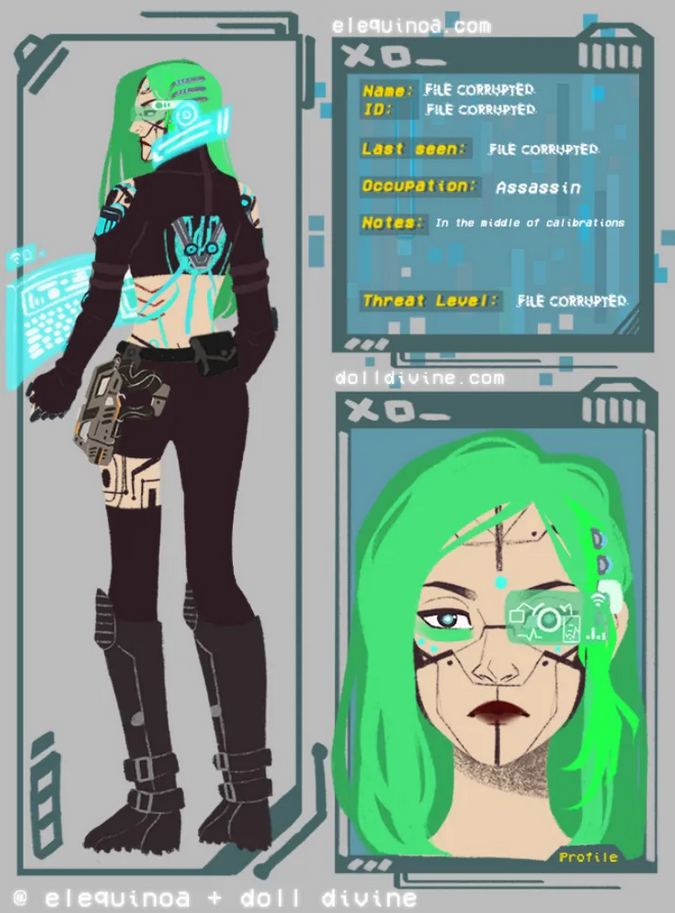 elequinoa.com
XO_
Name: FILE CORRUPTED
ID: FILE CORRUPTED
Last seen: FILE CORRUPTED
Occupation: Assassin
Notes: In the middle of calibrations
Threat Level: FILE CORRUPTED
dolldivine.com
XO_
Profile
@ elequinoa + doll divine